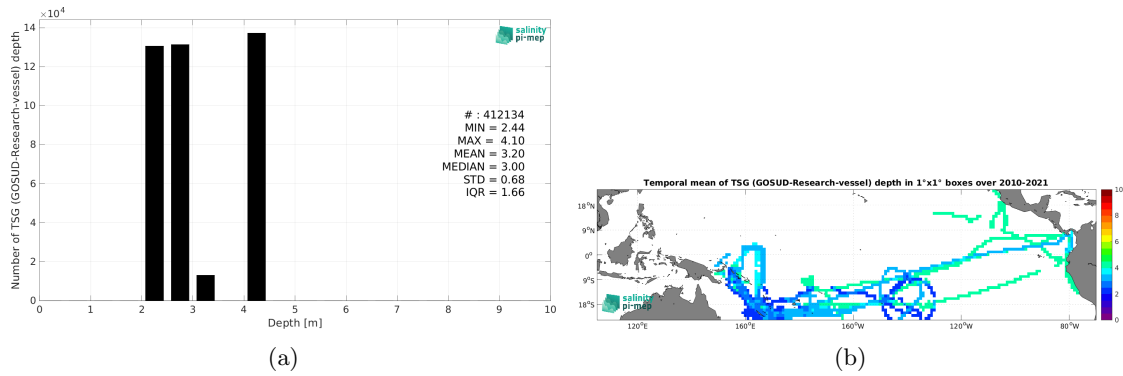 ×10⁴
14
12
10
8
6
4
2
0
Number of TSG (GOSUD-Research-vessel) depth
salinity
pi-mep
# : 412134
MIN = 2.44
MAX = 4.10
MEAN = 3.20
MEDIAN = 3.00
STD = 0.68
IQR = 1.66
0 1 2 3 4 5 6 7 8 9 10
Depth [m]
(a)
Temporal mean of TSG (GOSUD-Research-vessel) depth in 1°x1° boxes over 2010-2021
18°N
9°N
0°
9°S
18°S
salinity
pi-mep
120°E 160°E 160°W 120°W 80°W
10
8
6
4
2
0
(b)